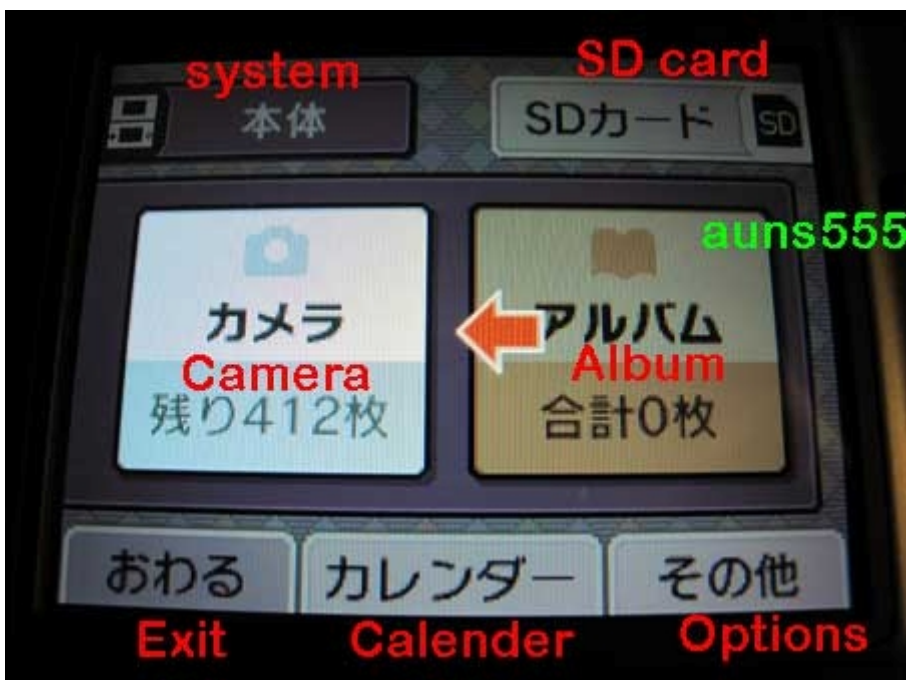 system
SD card
本体
SDカード
SD
auns555
カメラ
アルバム
Camera
Album
残り412枚
合計0枚
おわる
カレンダー
その他
Exit
Calender
Options